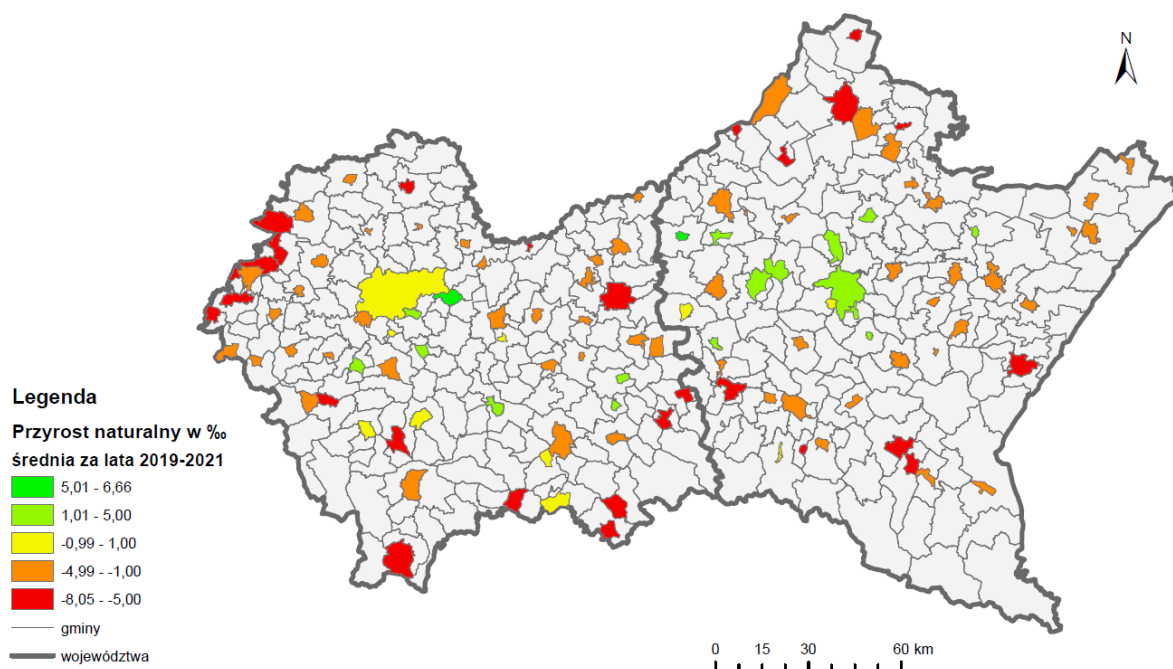 N
Legenda
Przyrost naturalny w ‰
średnia za lata 2019-2021
5,01 - 6,66
1,01 - 5,00
-0,99 - 1,00
-4,99 - -1,00
-8,05 - -5,00
gminy
województwa
0 15 30 60 km